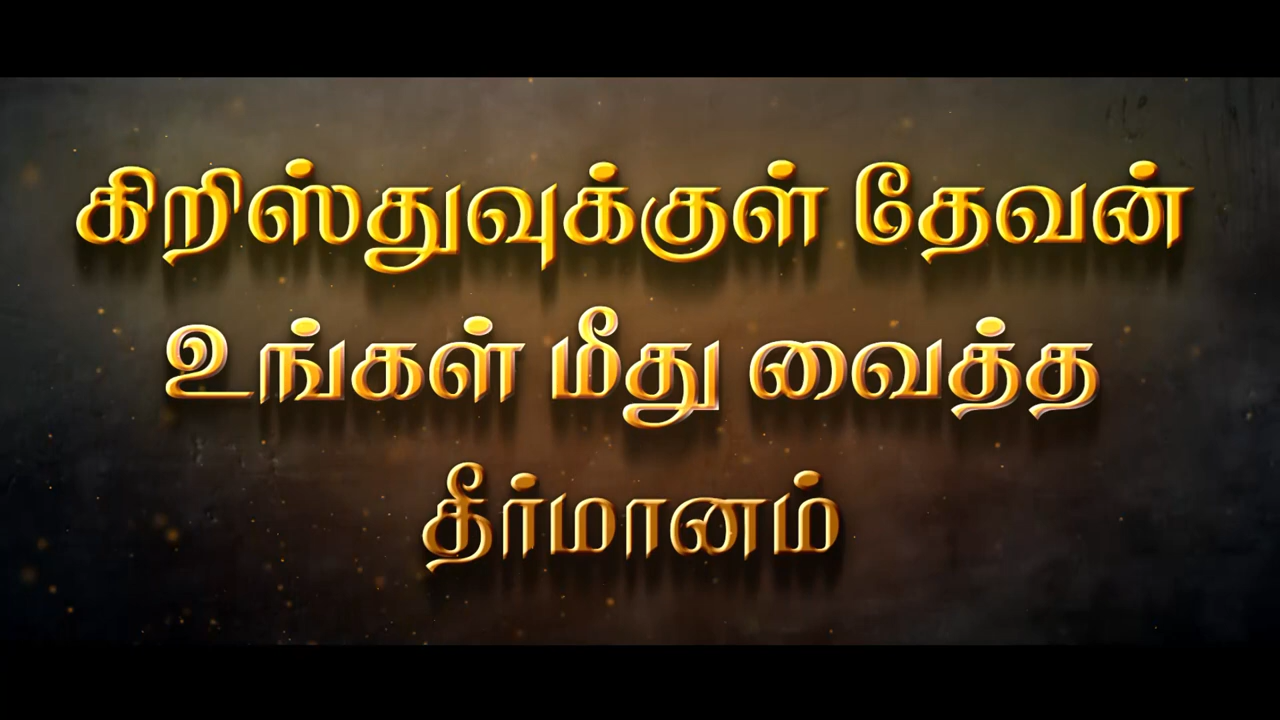 கிறிஸ்துவுக்குள் தேவன்
உங்கள் மீது வைத்த
தீர்மானம்